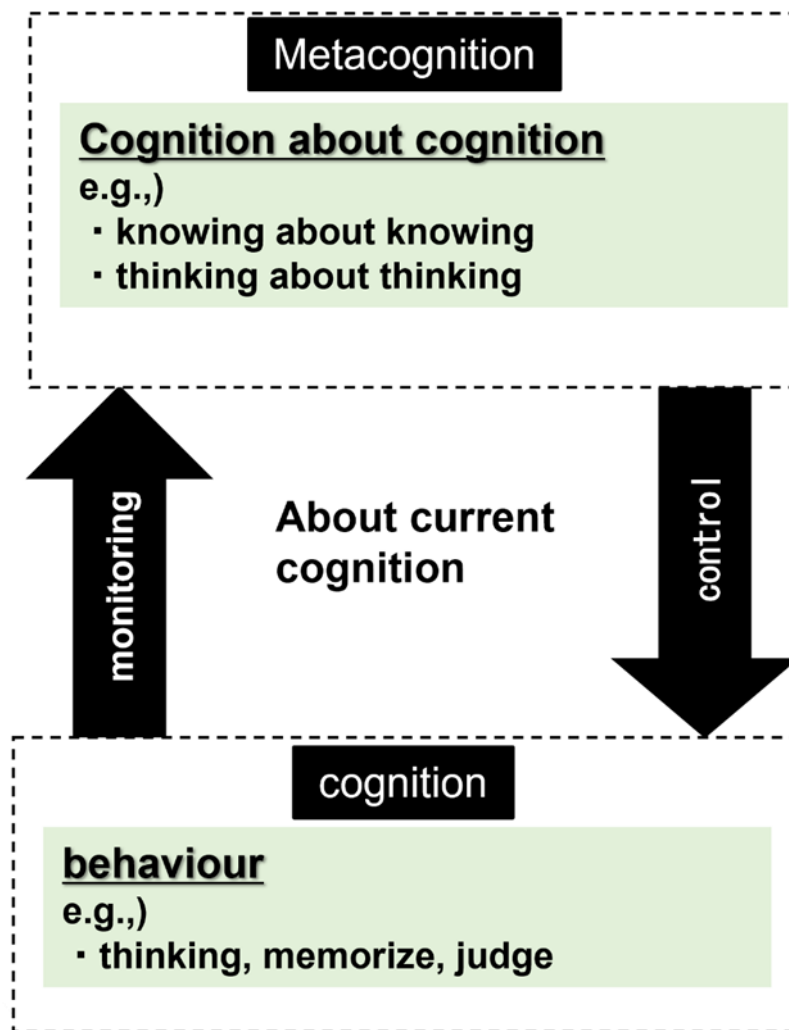 Metacognition
Cognition about cognition
e.g.,)
・knowing about knowing
・thinking about thinking
monitoring
About current
cognition
control
cognition
behaviour
e.g.,)
・thinking, memorize, judge